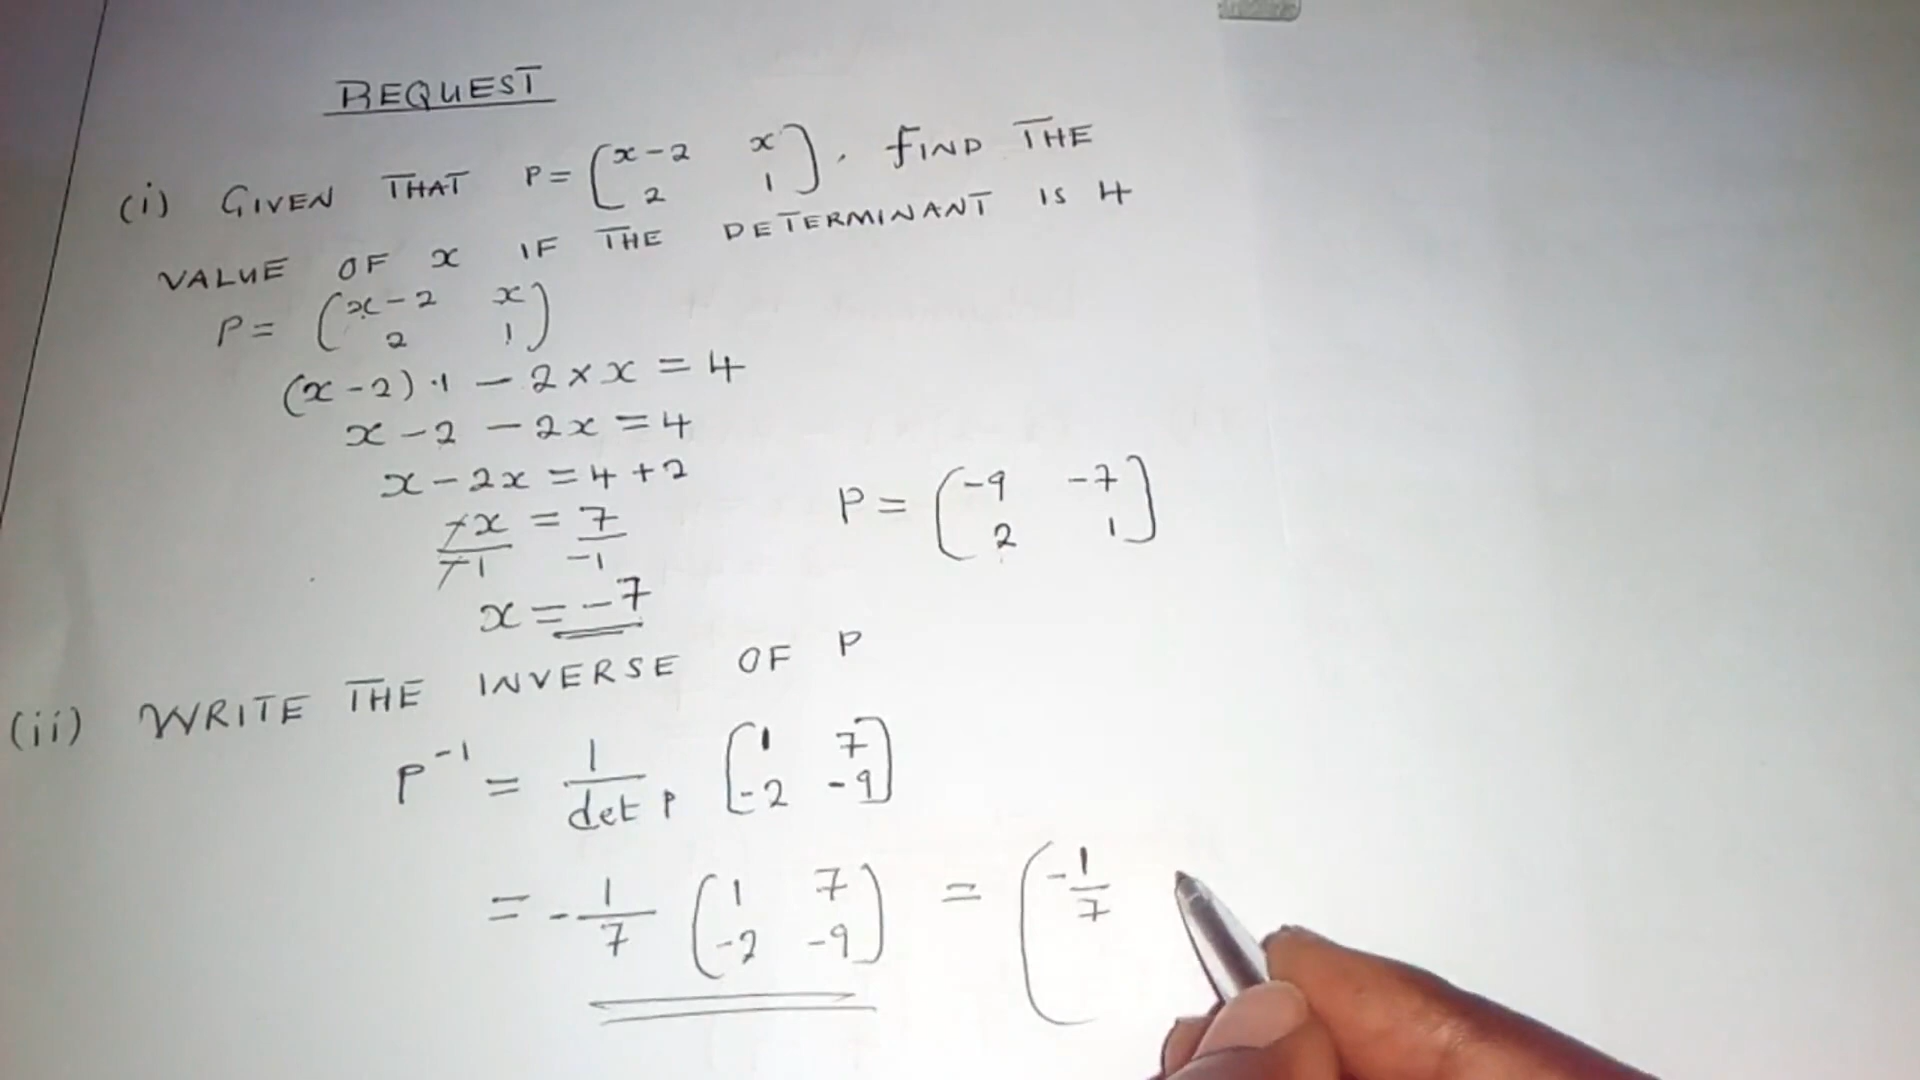 REQUEST
(i) GIVEN THAT P = (x-2 x
2 1). FIND THE
VALUE OF x IF THE DETERMINANT IS 4
P = (x-2 x
2 1)
(x-2)·1 - 2×x = 4
x - 2 - 2x = 4
x - 2x = 4 + 2
-x/-1 = 7/-1
x = -7
P = (-9 -7
2 1)
(ii) WRITE THE INVERSE OF P
P⁻¹ = 1/det P [1 7
-2 -9]
= -1/7 (1 7
-2 -9) = (-1/7